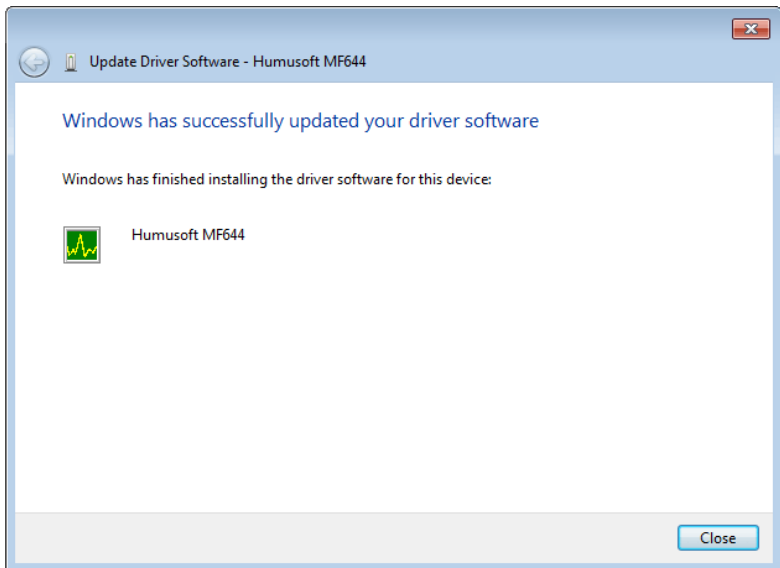 Update Driver Software - Humusoft MF644
Windows has successfully updated your driver software
Windows has finished installing the driver software for this device:
Humusoft MF644
Close